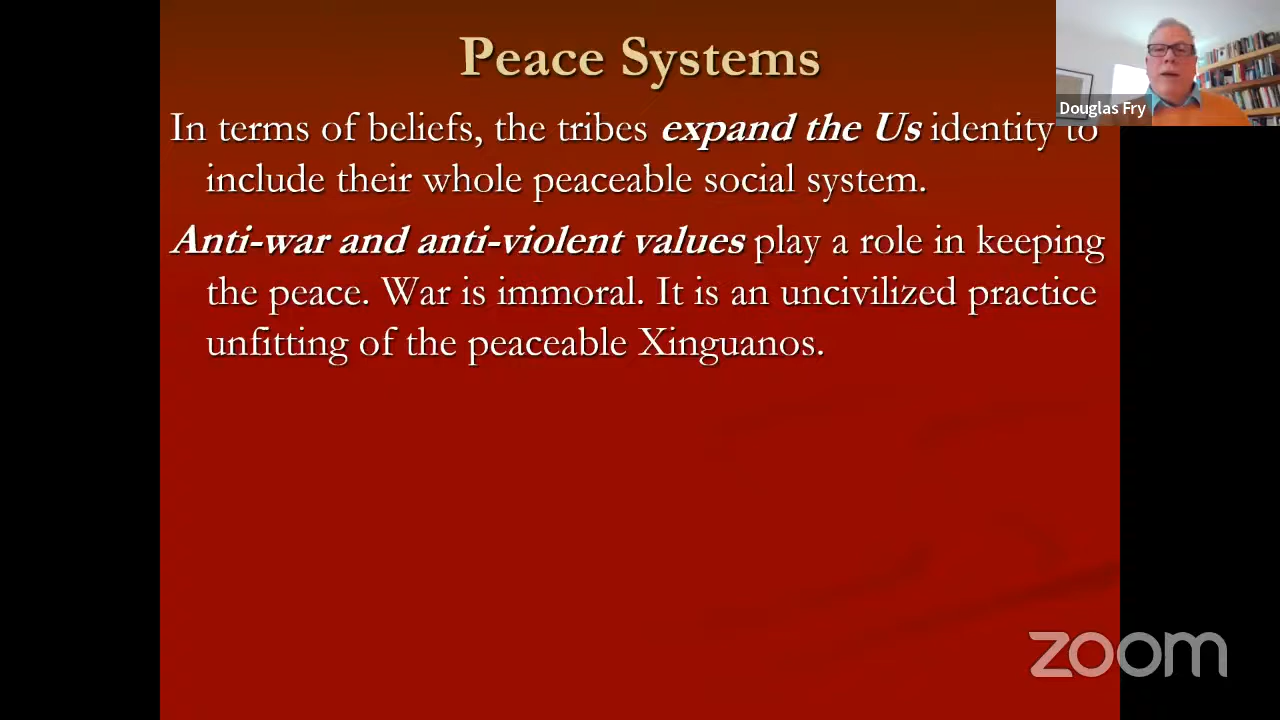 Peace Systems
Douglas Fry
In terms of beliefs, the tribes expand the Us identity to
include their whole peaceable social system.
Anti-war and anti-violent values play a role in keeping
the peace. War is immoral. It is an uncivilized practice
unfitting of the peaceable Xinguanos.
zoom